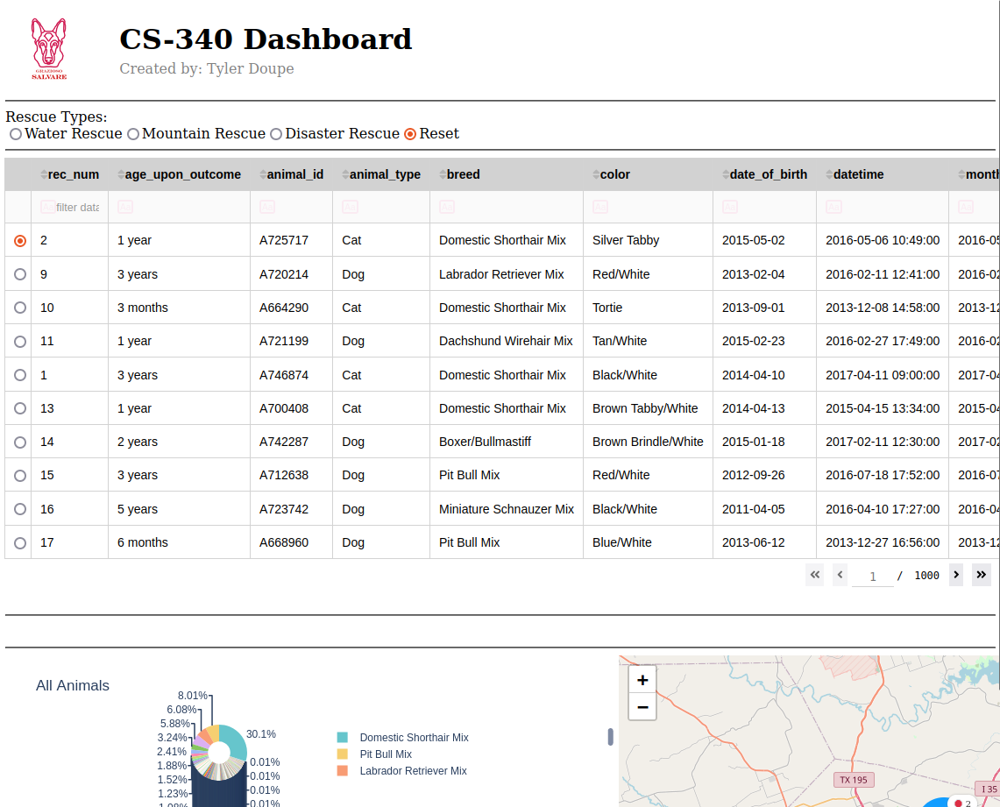 GRAZIOSO
SALVARE
CS-340 Dashboard
Created by: Tyler Doupe
Rescue Types:
Water Rescue Mountain Rescue Disaster Rescue Reset
rec_num age_upon_outcome animal_id animal_type breed color date_of_birth datetime month
Aa filter data Aa Aa Aa Aa Aa Aa Aa Aa
2 1 year A725717 Cat Domestic Shorthair Mix Silver Tabby 2015-05-02 2016-05-06 10:49:00 2016-05
9 3 years A720214 Dog Labrador Retriever Mix Red/White 2013-02-04 2016-02-11 12:41:00 2016-02
10 3 months A664290 Cat Domestic Shorthair Mix Tortie 2013-09-01 2013-12-08 14:58:00 2013-12
11 1 year A721199 Dog Dachshund Wirehair Mix Tan/White 2015-02-23 2016-02-27 17:49:00 2016-02
1 3 years A746874 Cat Domestic Shorthair Mix Black/White 2014-04-10 2017-04-11 09:00:00 2017-04
13 1 year A700408 Cat Domestic Shorthair Mix Brown Tabby/White 2014-04-13 2015-04-15 13:34:00 2015-04
14 2 years A742287 Dog Boxer/Bullmastiff Brown Brindle/White 2015-01-18 2017-02-11 12:30:00 2017-02
15 3 years A712638 Dog Pit Bull Mix Red/White 2012-09-26 2016-07-18 17:52:00 2016-07
16 5 years A723742 Dog Miniature Schnauzer Mix Black/White 2011-04-05 2016-04-10 17:27:00 2016-04
17 6 months A668960 Dog Pit Bull Mix Blue/White 2013-06-12 2013-12-27 16:56:00 2013-12
« ‹ 1 / 1000 › »
All Animals
8.01%
6.08%
5.88%
3.24%
2.41%
1.88%
1.52%
1.23%
1.08%
30.1%
0.01%
0.01%
0.01%
0.01%
Domestic Shorthair Mix
Pit Bull Mix
Labrador Retriever Mix
+
−
TX 195
I 35
2